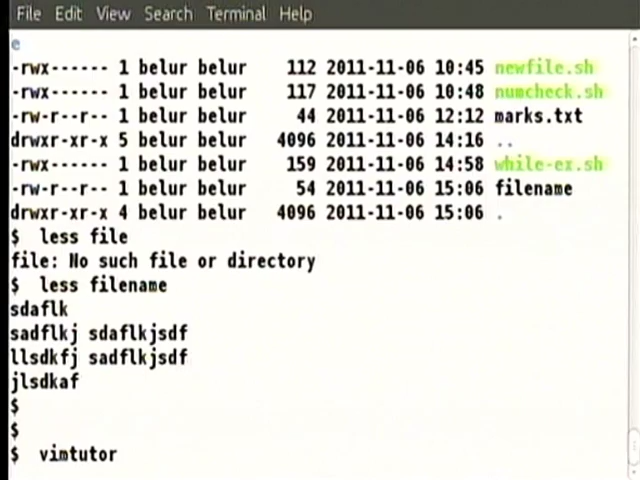 File Edit View Search Terminal Help
e
-rwx------ 1 belur belur    112 2011-11-06 10:45 newfile.sh
-rwx------ 1 belur belur    117 2011-11-06 10:48 numcheck.sh
-rw-r--r-- 1 belur belur     44 2011-11-06 12:12 marks.txt
drwxr-xr-x 5 belur belur   4096 2011-11-06 14:16 ..
-rwx------ 1 belur belur    159 2011-11-06 14:58 while-ex.sh
-rw-r--r-- 1 belur belur     54 2011-11-06 15:06 filename
drwxr-xr-x 4 belur belur   4096 2011-11-06 15:06 .
$  less file
file: No such file or directory
$  less filename
sdaflk
sadflkj sdaflkjsdf
llsdkfj sadflkjsdf
jlsdkaf
$
$
$  vimtutor